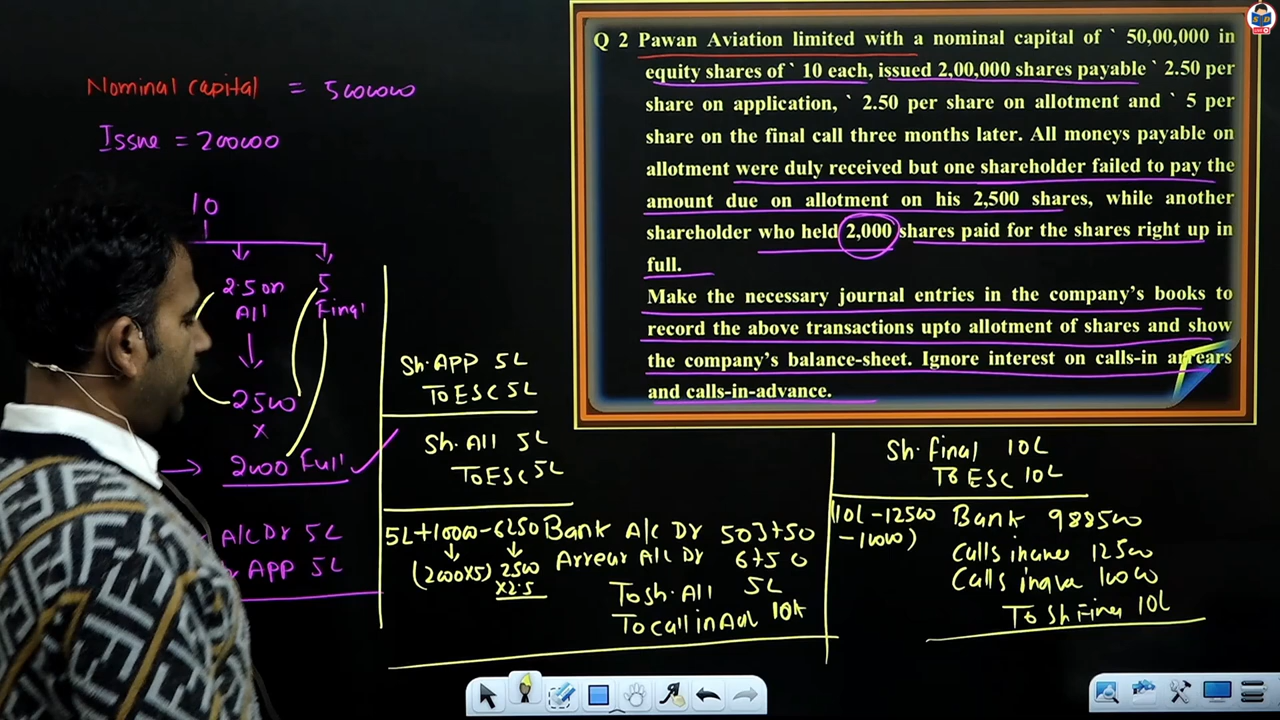 Nominal capital = 5000000
Issue = 200000
10
2.5 on
All
5
Final
2500
x
→ 2000 Full
A/c Dr 5L
APP 5L
Sh. APP 5L
To ESC 5L
Sh. All 5L
To ESC 5L
5L+10000-6250 Bank A/c Dr 503750
(2000x5) 2500 Arrear A/c Dr 6750
x2.5 To Sh. All 5L
To call in Adv 10k
Q 2 Pawan Aviation limited with a nominal capital of ` 50,00,000 in
equity shares of ` 10 each, issued 2,00,000 shares payable ` 2.50 per
share on application, ` 2.50 per share on allotment and ` 5 per
share on the final call three months later. All moneys payable on
allotment were duly received but one shareholder failed to pay the
amount due on allotment on his 2,500 shares, while another
shareholder who held 2,000 shares paid for the shares right up in
full.
Make the necessary journal entries in the company's books to
record the above transactions upto allotment of shares and show
the company's balance-sheet. Ignore interest on calls-in arrears
and calls-in-advance.
Sh. final 10L
To ESC 10L
(10L-12500 Bank 988500
-10000) Calls in 12500
Calls in 10000
To Sh Final 10L